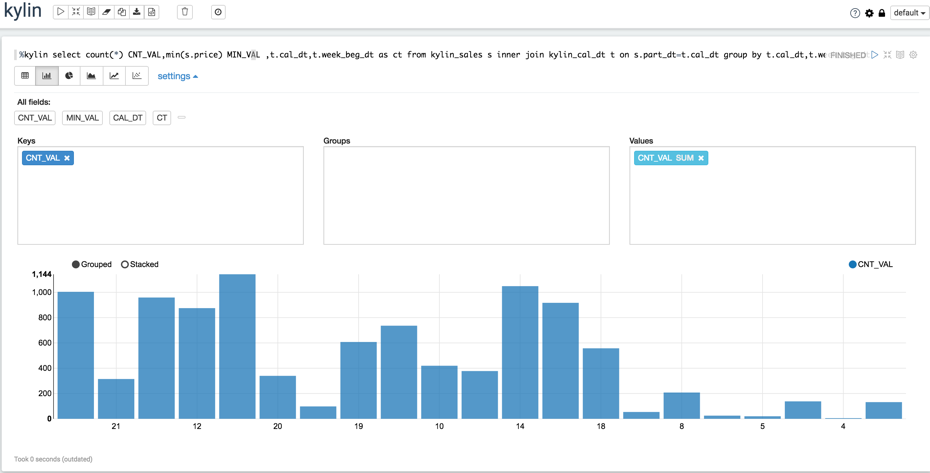 kylin
default
%kylin select count(*) CNT_VAL,min(s.price) MIN_VAL ,t.cal_dt,t.week_beg_dt as ct from kylin_sales s inner join kylin_cal_dt t on s.part_dt=t.cal_dt group by t.cal_dt,t.we
FINISHED
settings
All fields:
CNT_VAL MIN_VAL CAL_DT CT
Keys Groups Values
CNT_VAL × CNT_VAL SUM ×
Grouped Stacked CNT_VAL
1,144
1,000
800
600
400
200
0
21 12 20 19 10 14 18 8 5 4
Took 0 seconds (outdated)